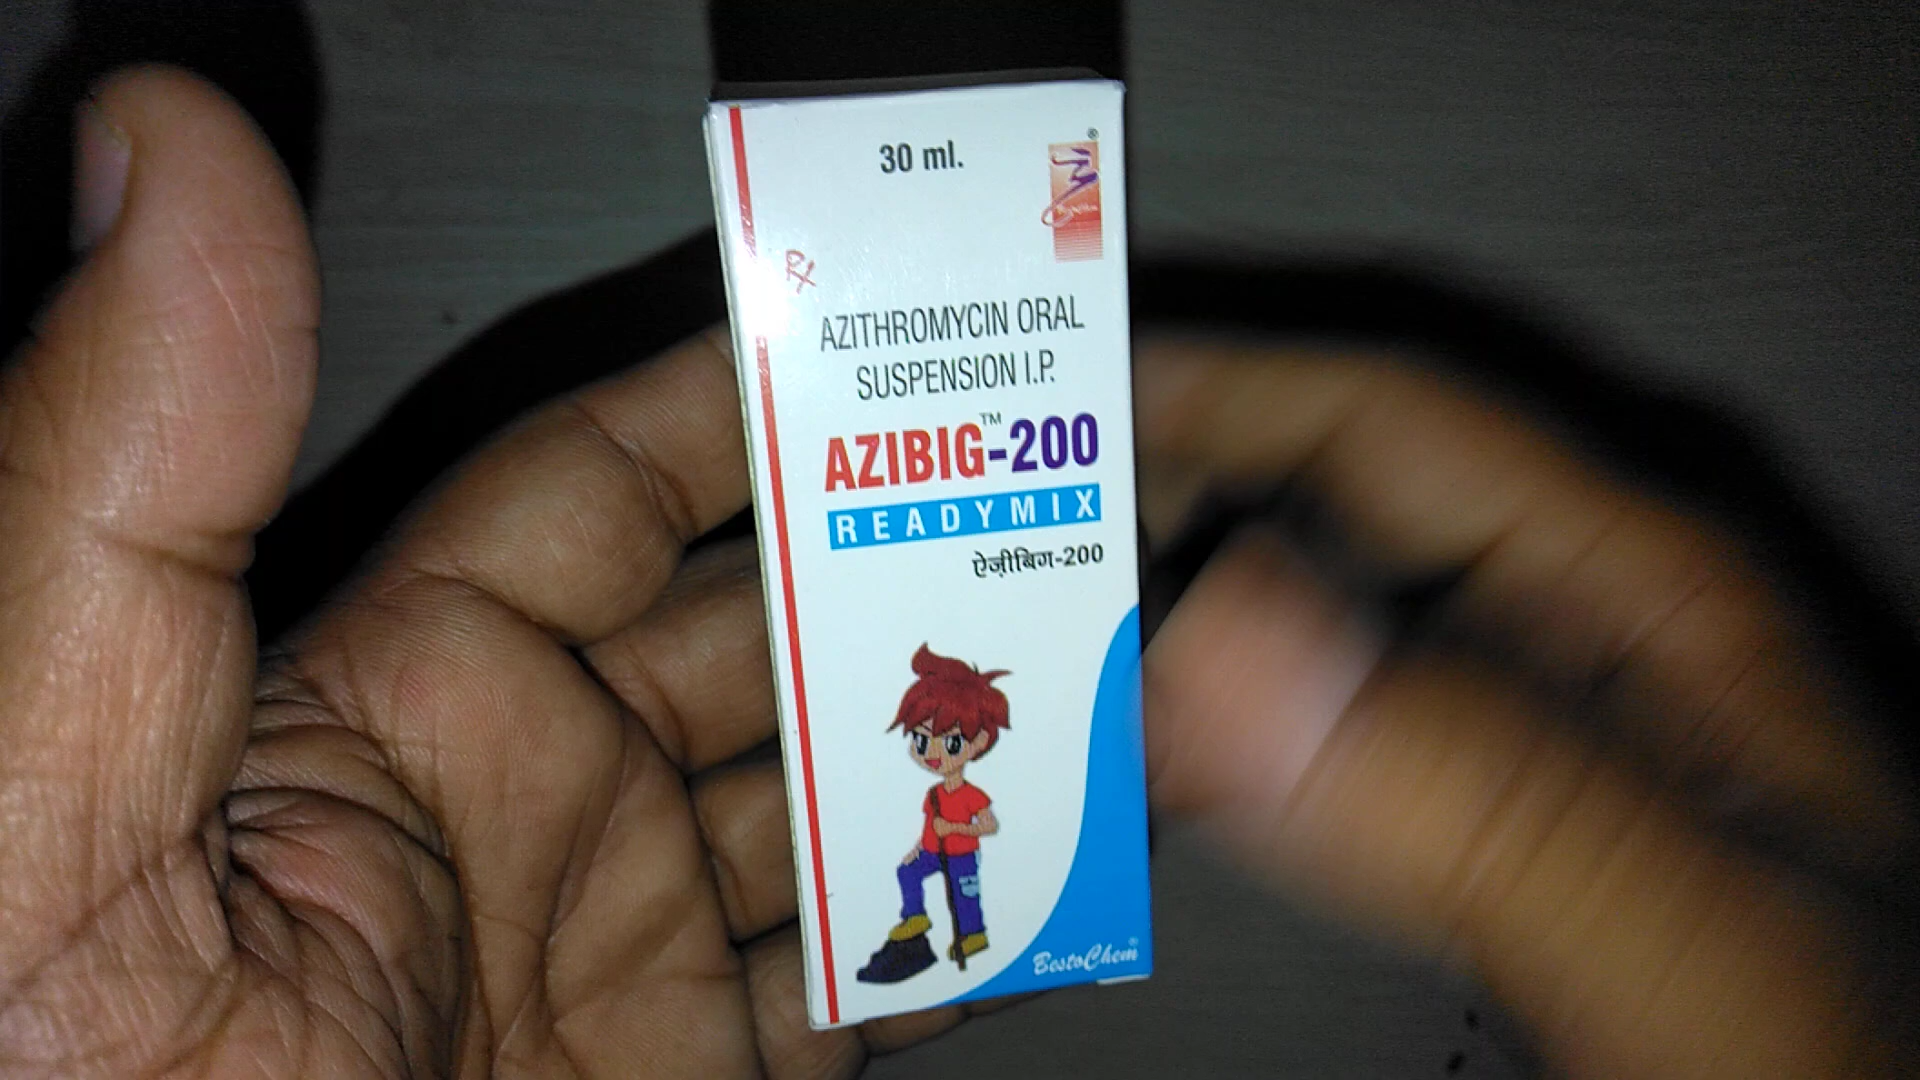 30 ml.
®
Rx
AZITHROMYCIN ORAL
SUSPENSION I.P.
AZIBIG™-200
READYMIX
ऐज़ीबिग-200
BestoChem®